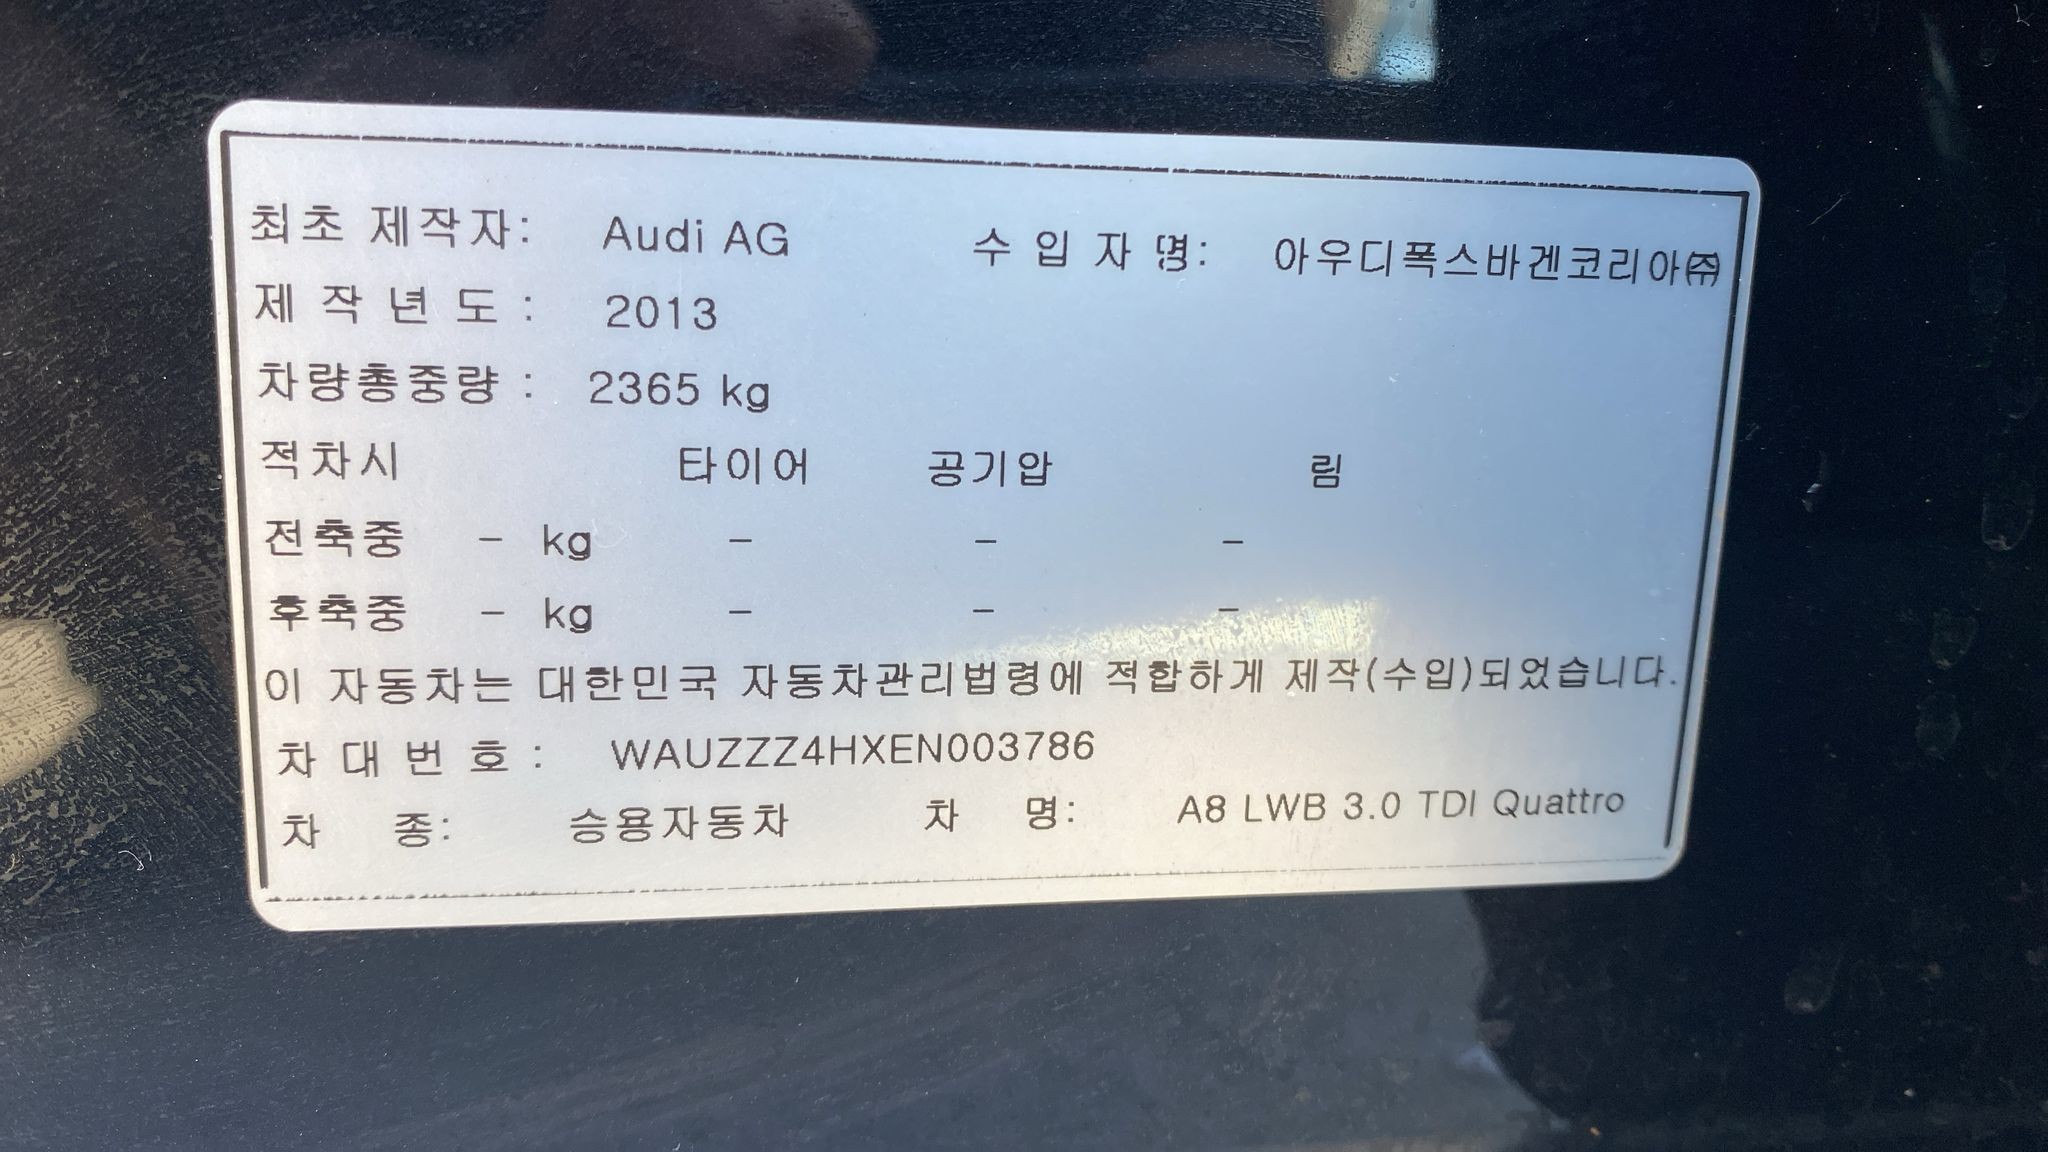 최초 제작자: Audi AG 수 입 자 명: 아우디폭스바겐코리아㈜
제 작 년 도 : 2013
차량총중량 : 2365 kg
적차시 타이어 공기압 림
전축중 - kg - - -
후축중 - kg - - -
이 자동차는 대한민국 자동차관리법령에 적합하게 제작(수입)되었습니다.
차 대 번 호 : WAUZZZ4HXEN003786
차 종: 승용자동차 차 명: A8 LWB 3.0 TDI Quattro